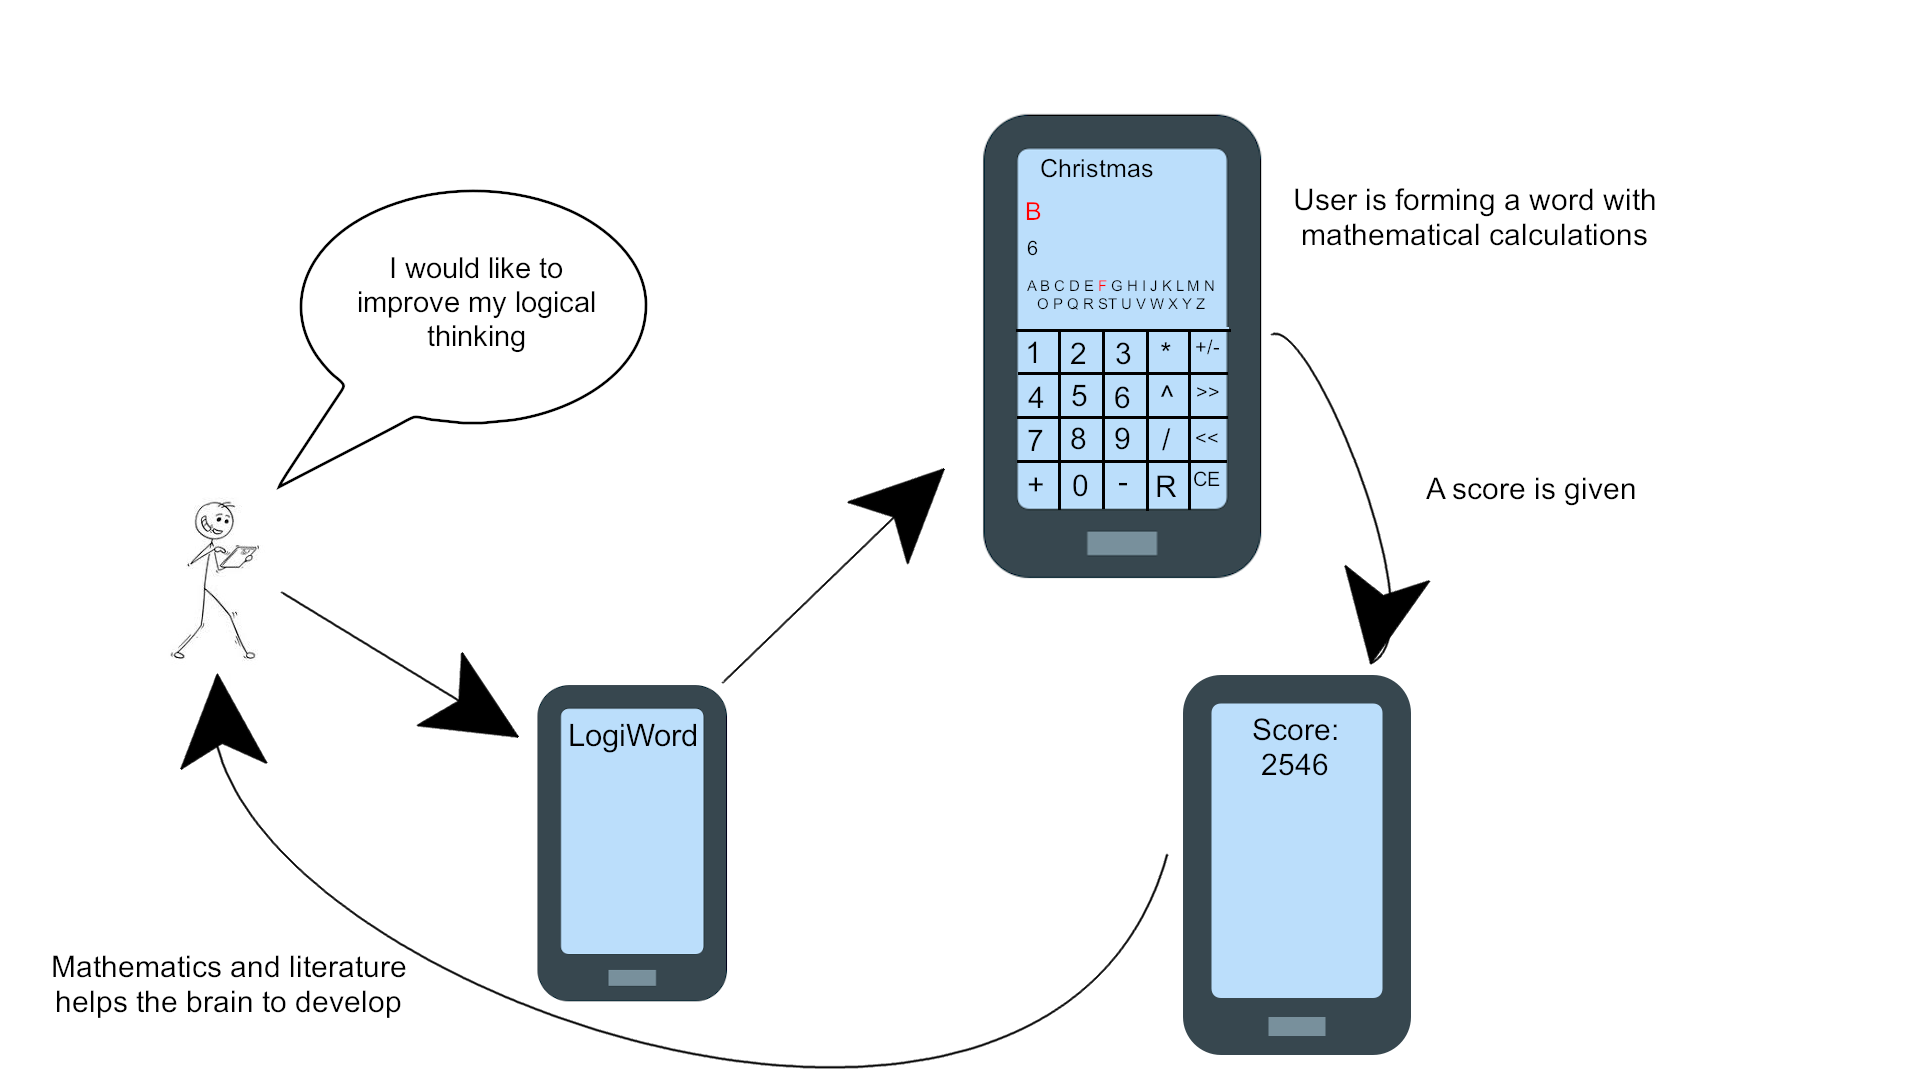 I would like to
improve my logical
thinking
LogiWord
Christmas
B
6
A B C D E F G H I J K L M N
O P Q R S T U V W X Y Z
1 2 3 * +/-
4 5 6 ^ >>
7 8 9 / <<
+ 0 - R CE
User is forming a word with
mathematical calculations
A score is given
Score:
2546
Mathematics and literature
helps the brain to develop